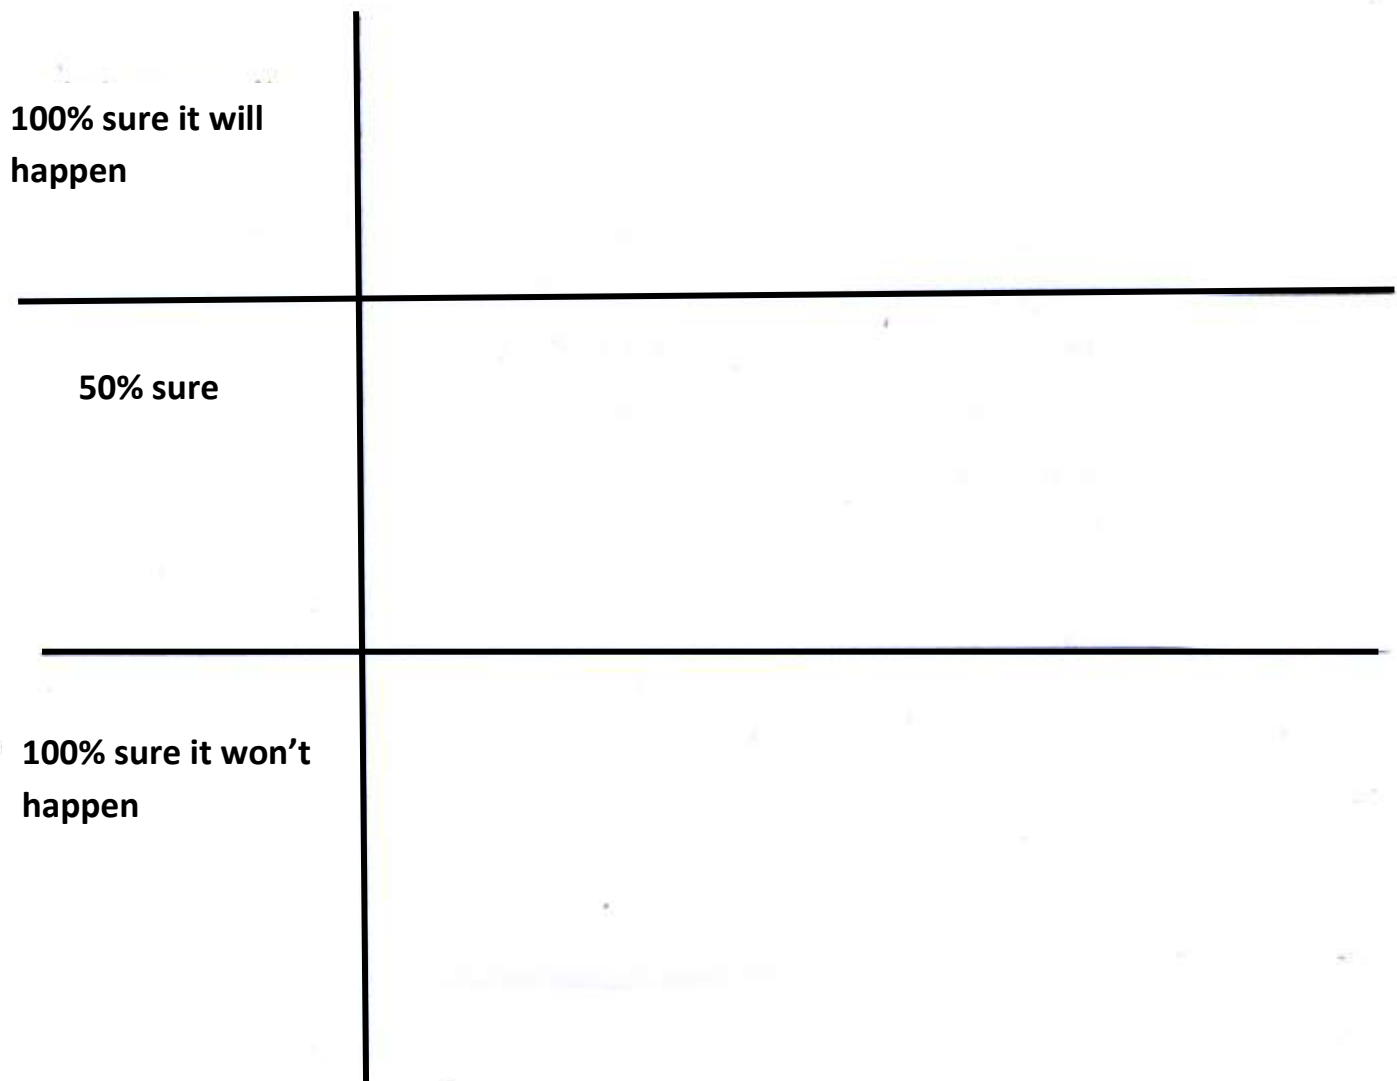 100% sure it will
happen
50% sure
100% sure it won’t
happen